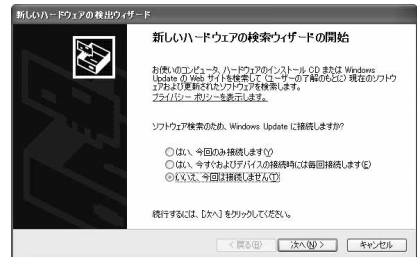 新しいハードウェアの検出ウィザード
新しいハードウェアの検索ウィザードの開始
お使いのコンピュータ、ハードウェアのインストール CD または Windows
Update の Web サイトを検索して (ユーザーの了解のもとに) 現在のソフトウ
ェアおよび更新されたソフトウェアを検索します。
プライバシー ポリシーを表示します。
ソフトウェア検索のため、Windows Update に接続しますか?
はい、今回のみ接続します(Y)
はい、今すぐおよびデバイスの接続時には毎回接続します(E)
いいえ、今回は接続しません(T)
続行するには、[次へ] をクリックしてください。
< 戻る(B) 次へ(N) > キャンセル